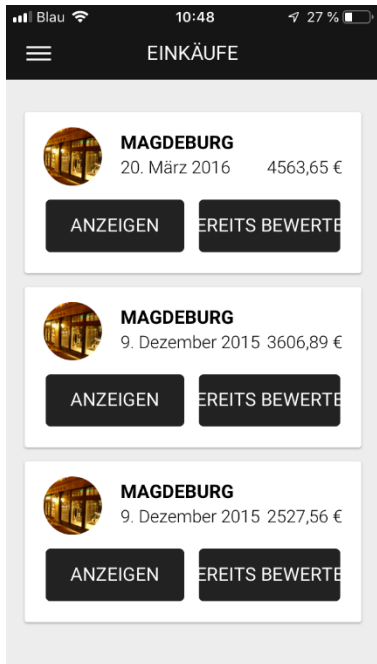 Blau 10:48 27 %
EINKÄUFE
MAGDEBURG
20. März 2016 4563,65 €
ANZEIGEN EREITS BEWERTE
MAGDEBURG
9. Dezember 2015 3606,89 €
ANZEIGEN EREITS BEWERTE
MAGDEBURG
9. Dezember 2015 2527,56 €
ANZEIGEN EREITS BEWERTE